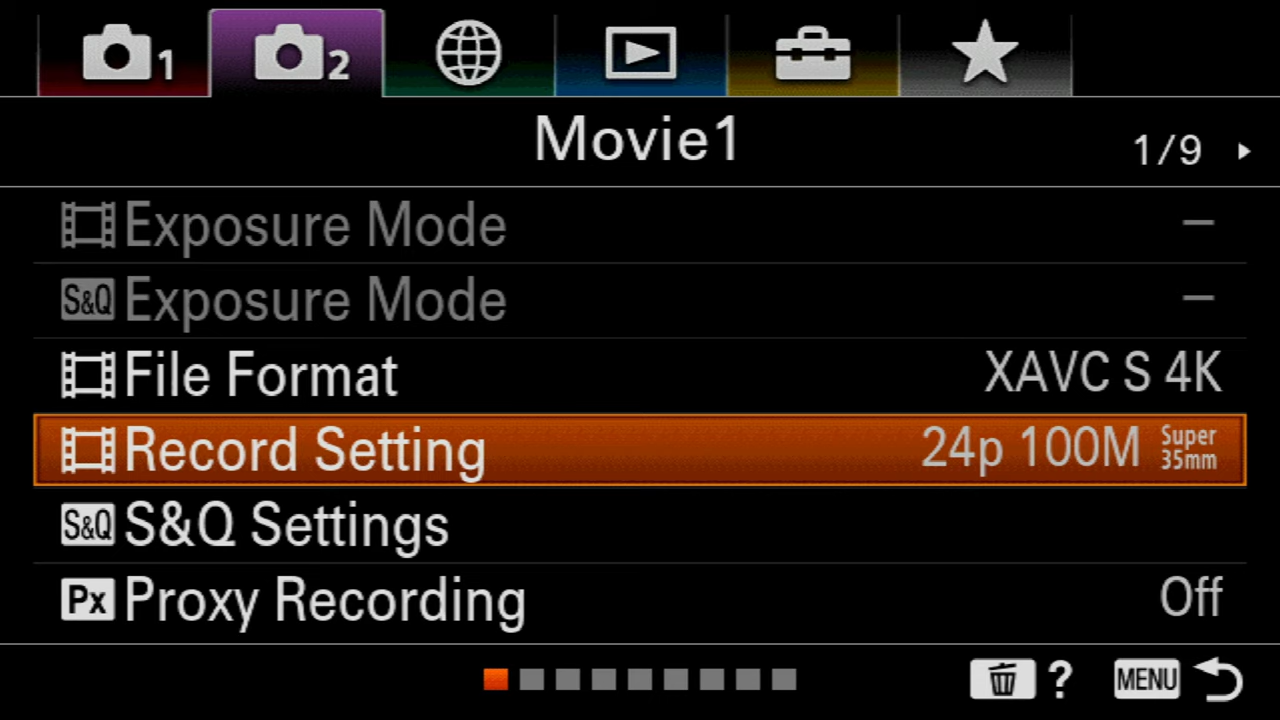 1 2
Movie1
1/9
Exposure Mode –
S&Q Exposure Mode –
File Format XAVC S 4K
Record Setting 24p 100M Super 35mm
S&Q S&Q Settings
Px Proxy Recording Off
? MENU